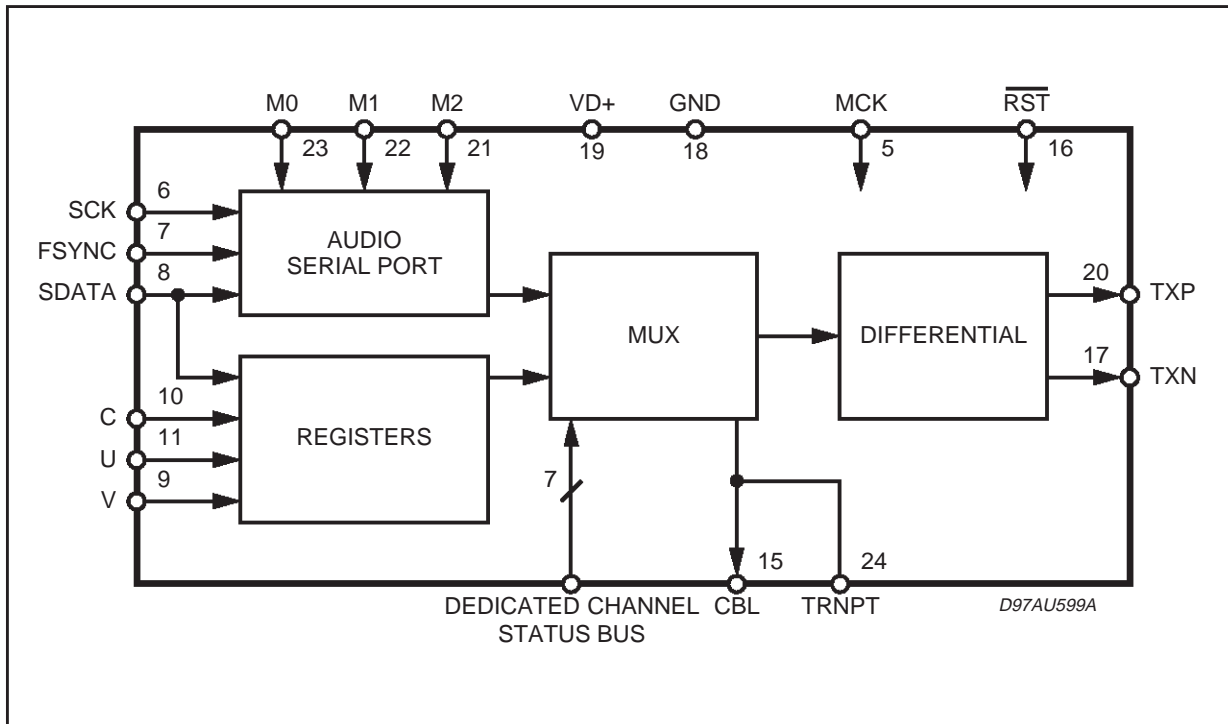 M0
M1
M2
VD+
GND
MCK
RST
23
22
21
19
18
5
16
SCK
6
FSYNC
7
SDATA
8
AUDIO
SERIAL PORT
MUX
DIFFERENTIAL
20
TXP
17
TXN
C
10
U
11
V
9
REGISTERS
7
15
24
DEDICATED CHANNEL
STATUS BUS
CBL
TRNPT
D97AU599A